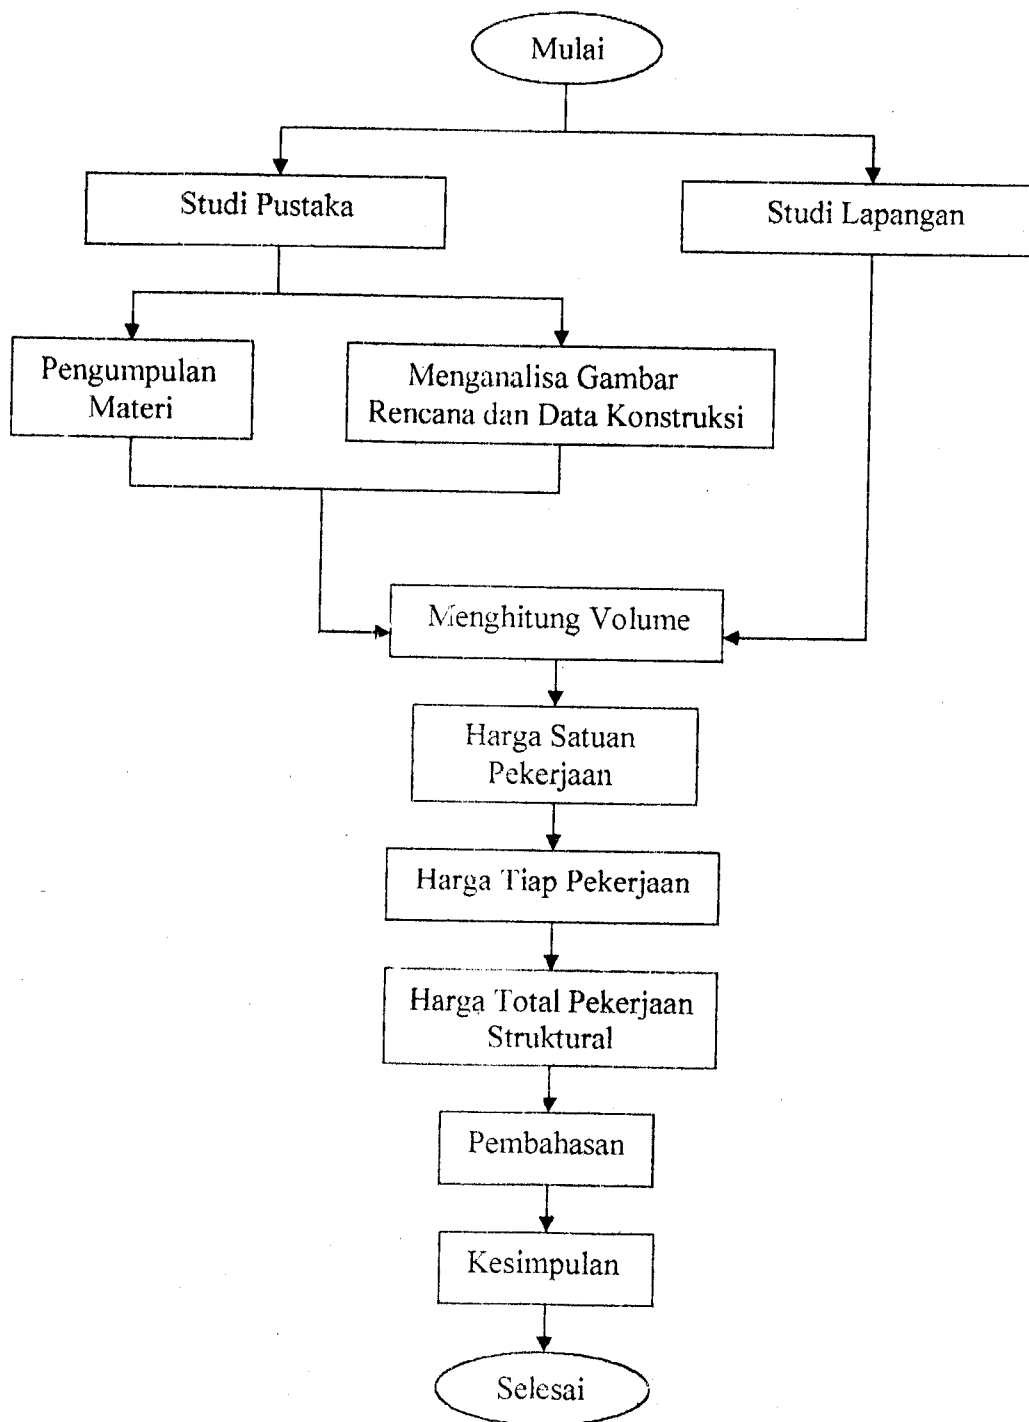 Mulai
Studi Pustaka
Studi Lapangan
Pengumpulan
Materi
Menganalisa Gambar
Rencana dan Data Konstruksi
Menghitung Volume
Harga Satuan
Pekerjaan
Harga Tiap Pekerjaan
Harga Total Pekerjaan
Struktural
Pembahasan
Kesimpulan
Selesai